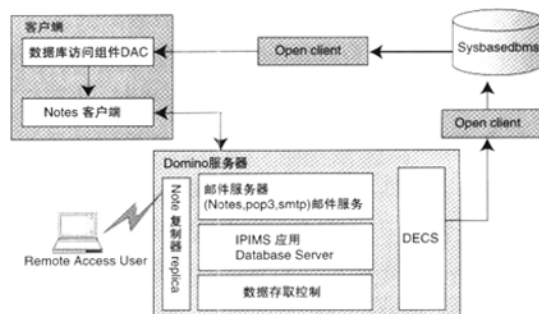 客户端
数据库访问组件DAC
Notes 客户端
Open client
Sysbasedbms
Open client
Domino服务器
Note 复制器 replica
邮件服务器
(Notes,pop3,smtp)邮件服务
IPIMS 应用
Database Server
数据存取控制
DECS
Remote Access User